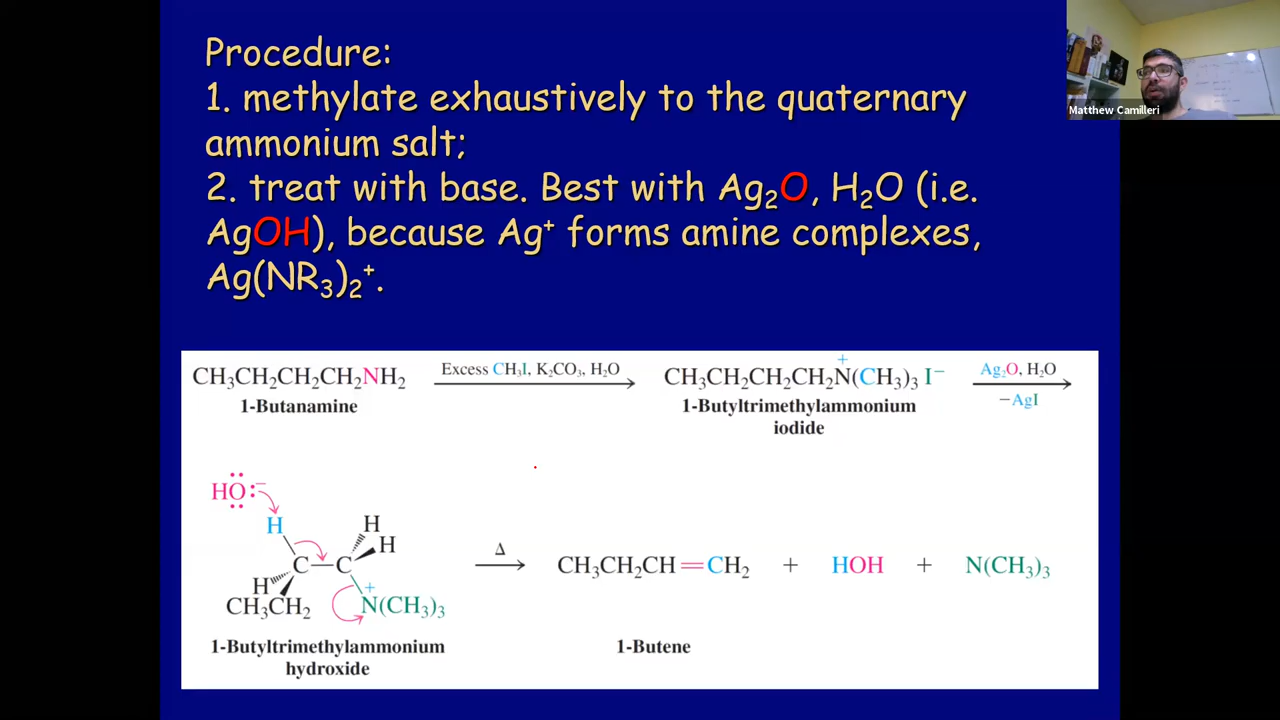 Procedure:
1. methylate exhaustively to the quaternary
ammonium salt;
2. treat with base. Best with Ag₂O, H₂O (i.e.
AgOH), because Ag⁺ forms amine complexes,
Ag(NR₃)₂⁺.
Matthew Camilleri
CH₃CH₂CH₂CH₂NH₂ Excess CH₃I, K₂CO₃, H₂O CH₃CH₂CH₂CH₂N⁺(CH₃)₃ I⁻ Ag₂O, H₂O
−AgI
1-Butanamine 1-Butyltrimethylammonium
iodide
HO:⁻
H H
H
C–C Δ CH₃CH₂CH=CH₂ + HOH + N(CH₃)₃
H
CH₃CH₂ N⁺(CH₃)₃
1-Butyltrimethylammonium 1-Butene
hydroxide